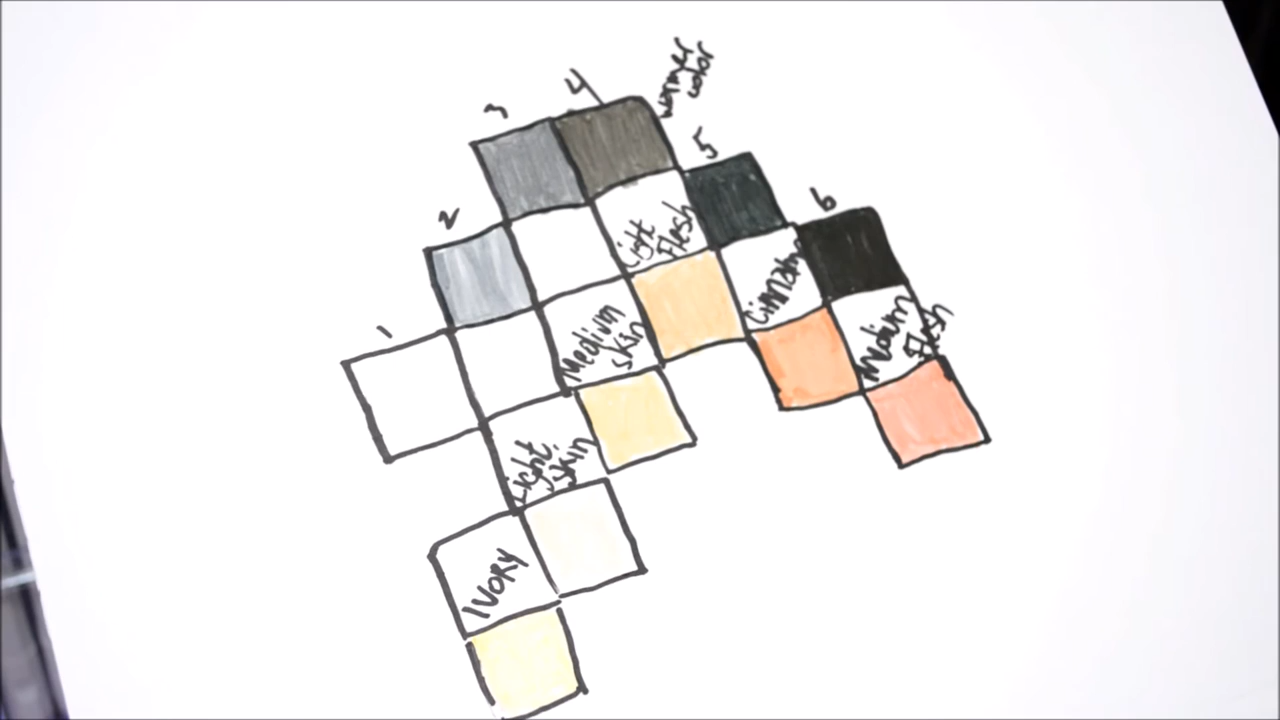 4
warmer
color
3
5
6
2
Light
Flesh
Cinnamon
1
Medium
Skin
Medium
Flesh
Light
Skin
IVORY